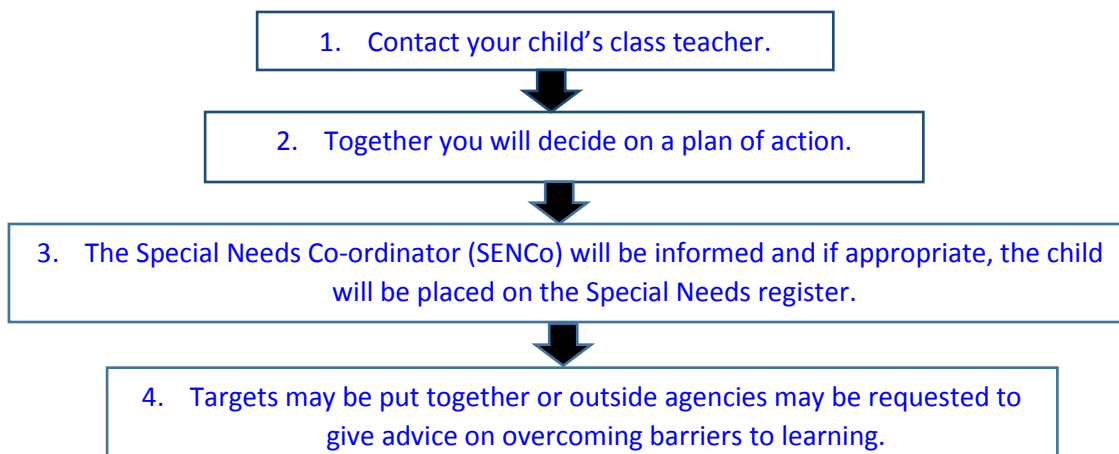 1. Contact your child’s class teacher.
2. Together you will decide on a plan of action.
3. The Special Needs Co-ordinator (SENCo) will be informed and if appropriate, the child
will be placed on the Special Needs register.
4. Targets may be put together or outside agencies may be requested to
give advice on overcoming barriers to learning.